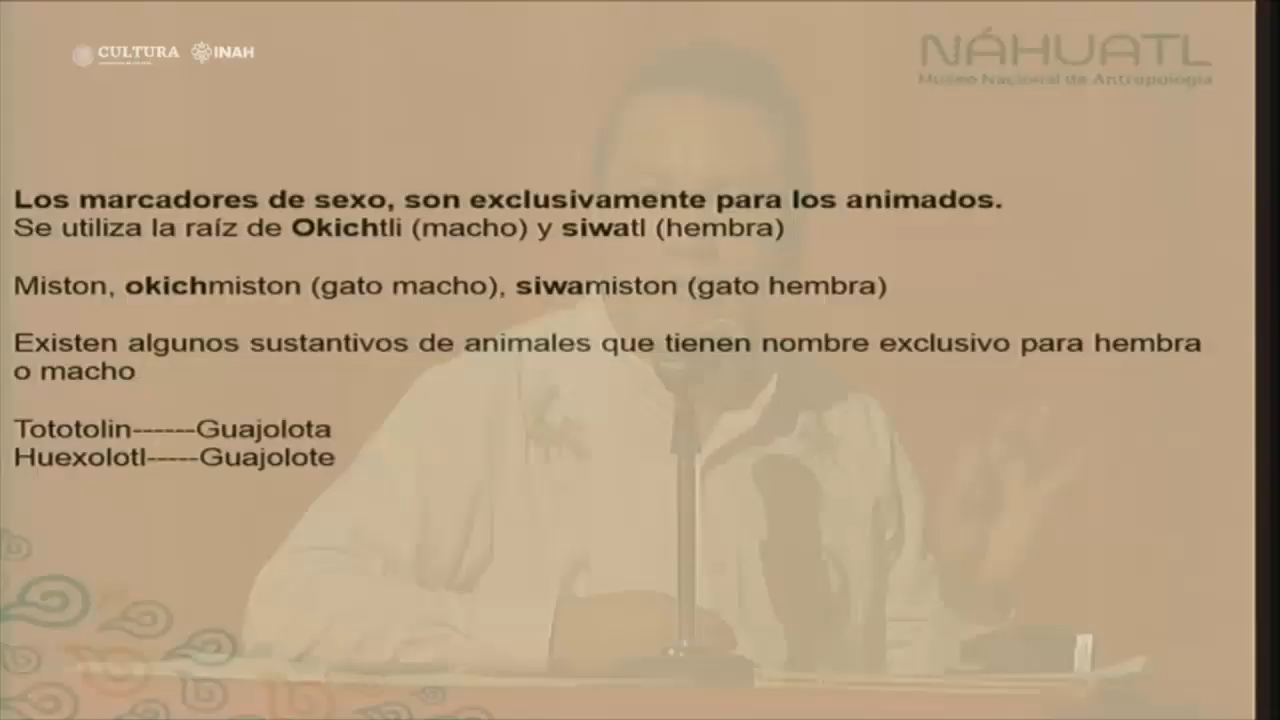 CULTURA INAH
NÁHUATL
Museo Nacional de Antropología
Los marcadores de sexo, son exclusivamente para los animados.
Se utiliza la raíz de Okichtli (macho) y siwatl (hembra)
Miston, okichmiston (gato macho), siwamiston (gato hembra)
Existen algunos sustantivos de animales que tienen nombre exclusivo para hembra
o macho
Tototolin------Guajolota
Huexolotl-----Guajolote